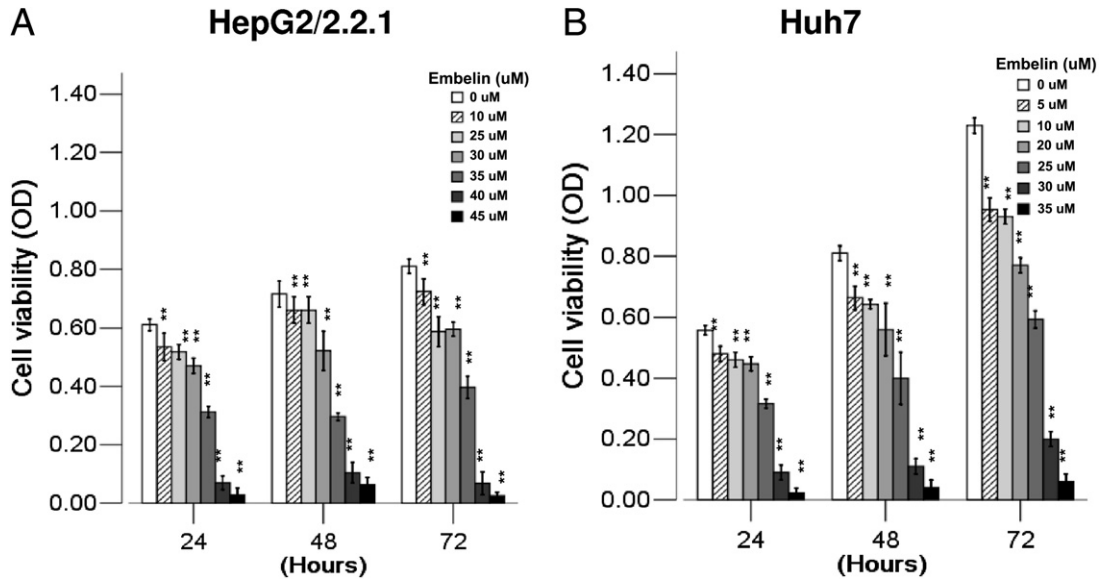 A
HepG2/2.2.1
Embelin (uM)
0 uM
10 uM
25 uM
30 uM
35 uM
40 uM
45 uM
Cell viability (OD)
1.40
1.20
1.00
0.80
0.60
0.40
0.20
0.00
** ** ** ** ** **
** ** ** ** ** **
** ** ** ** ** **
24
48
72
(Hours)
B
Huh7
Embelin (uM)
0 uM
5 uM
10 uM
20 uM
25 uM
30 uM
35 uM
Cell viability (OD)
1.40
1.20
1.00
0.80
0.60
0.40
0.20
0.00
** ** ** ** ** **
** ** ** ** ** **
** ** ** ** ** **
24
48
72
(Hours)